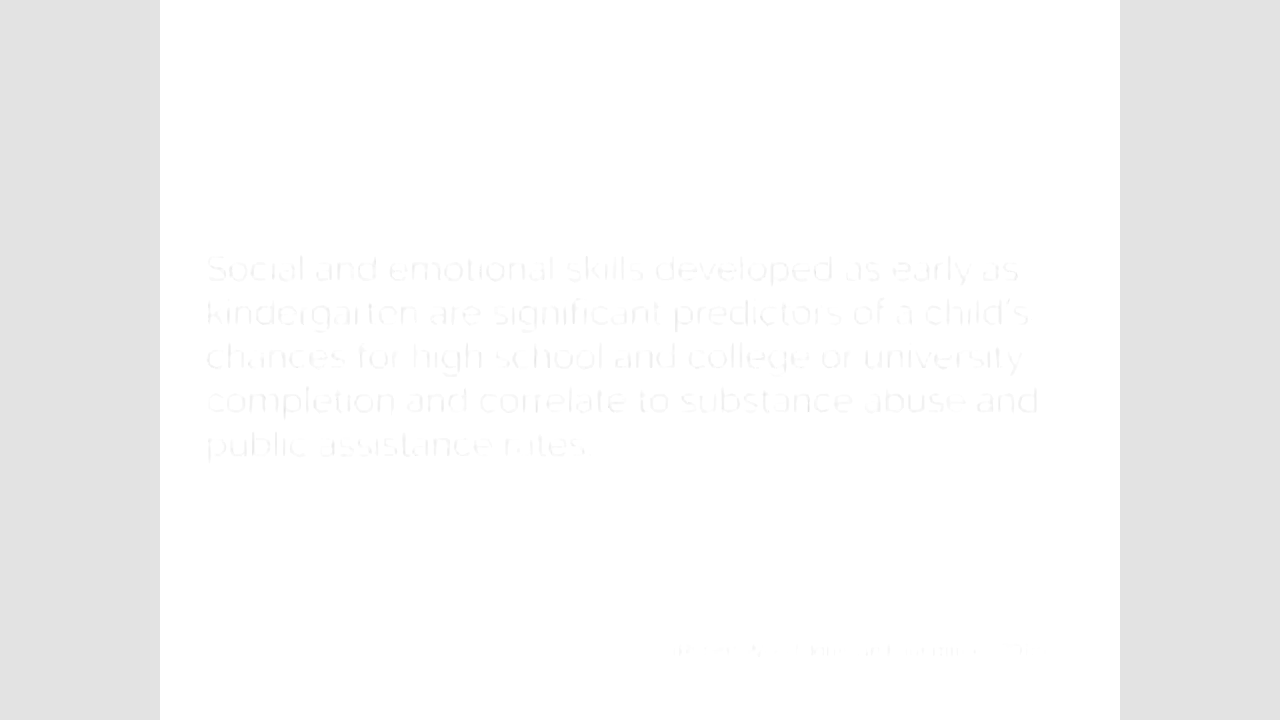 Social and emotional skills developed as early as
kindergarten are significant predictors of a child's
chances for high school and college or university
completion and correlate to substance abuse and
public assistance rates.